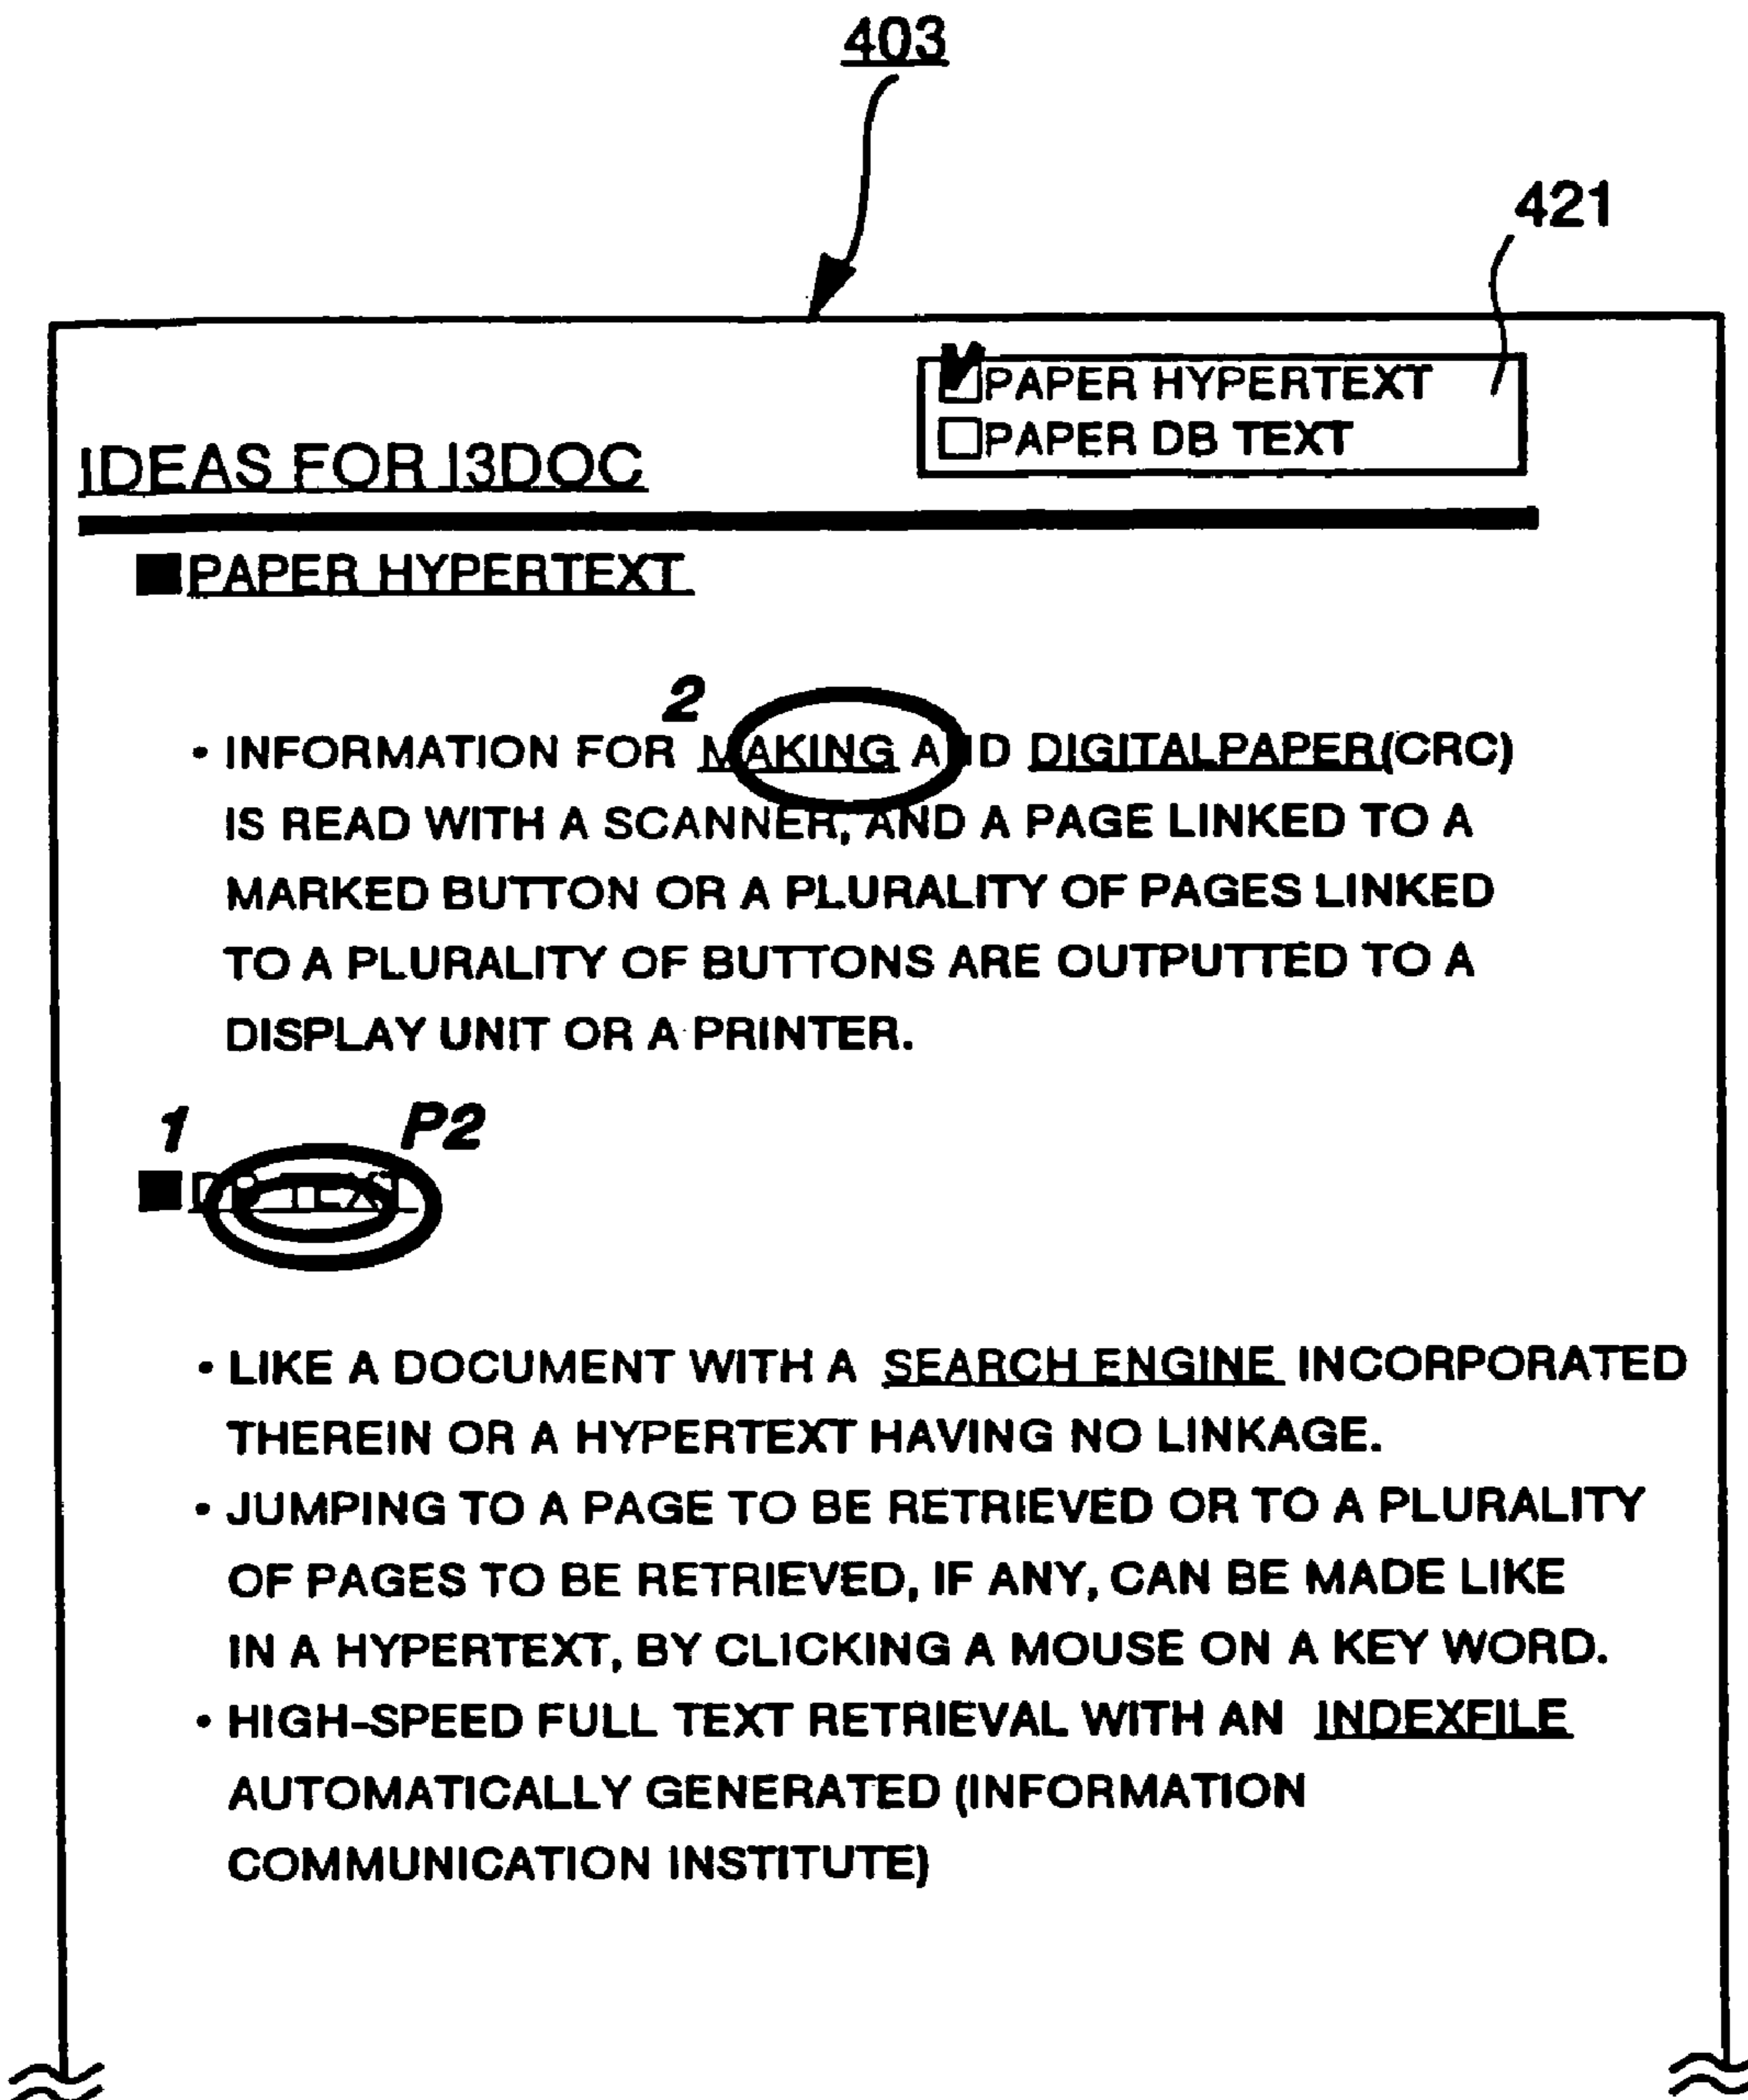 403
421
PAPER HYPERTEXT
PAPER DB TEXT
IDEAS FOR I3DOC
PAPER HYPERTEXT
2
• INFORMATION FOR MAKING AND DIGITALPAPER(CRC)
IS READ WITH A SCANNER, AND A PAGE LINKED TO A
MARKED BUTTON OR A PLURALITY OF PAGES LINKED
TO A PLURALITY OF BUTTONS ARE OUTPUTTED TO A
DISPLAY UNIT OR A PRINTER.
1 P2
DB TEXT
• LIKE A DOCUMENT WITH A SEARCH ENGINE INCORPORATED
THEREIN OR A HYPERTEXT HAVING NO LINKAGE.
• JUMPING TO A PAGE TO BE RETRIEVED OR TO A PLURALITY
OF PAGES TO BE RETRIEVED, IF ANY, CAN BE MADE LIKE
IN A HYPERTEXT, BY CLICKING A MOUSE ON A KEY WORD.
• HIGH-SPEED FULL TEXT RETRIEVAL WITH AN INDEXFILE
AUTOMATICALLY GENERATED (INFORMATION
COMMUNICATION INSTITUTE)